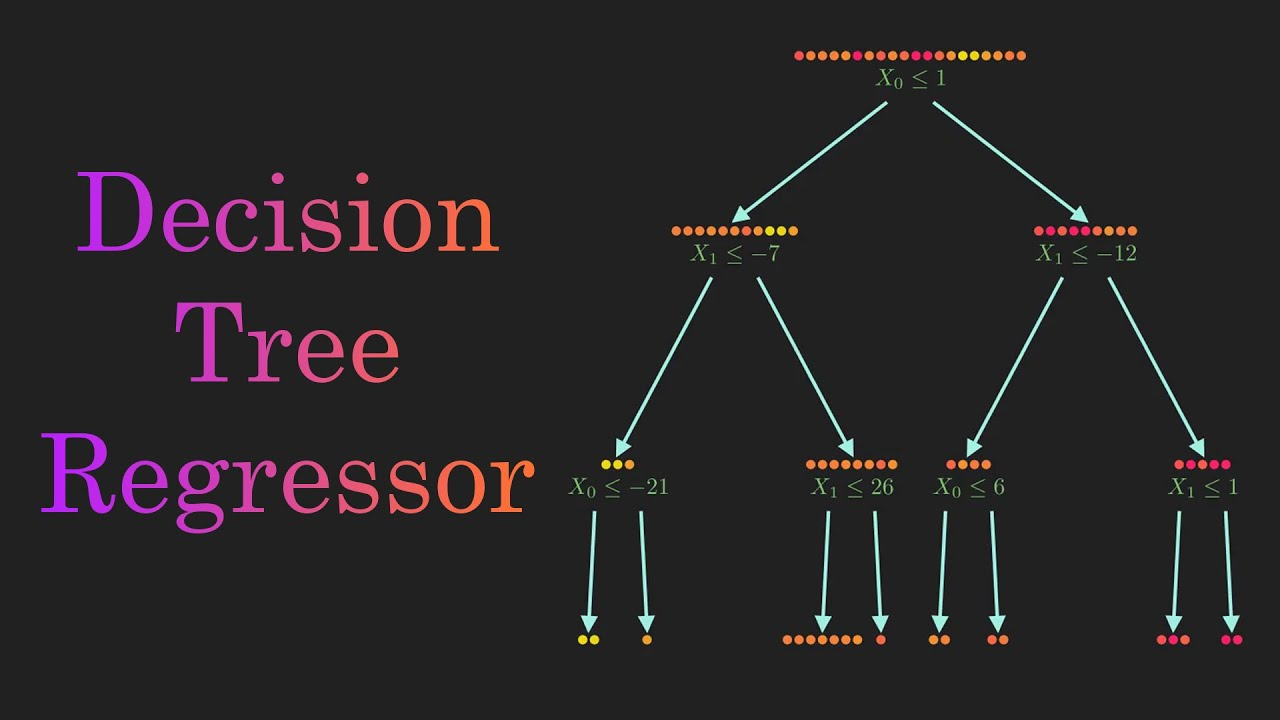 Decision
Tree
Regressor
X₀ ≤ 1
X₁ ≤ −7
X₁ ≤ −12
X₀ ≤ −21
X₁ ≤ 26
X₀ ≤ 6
X₁ ≤ 1